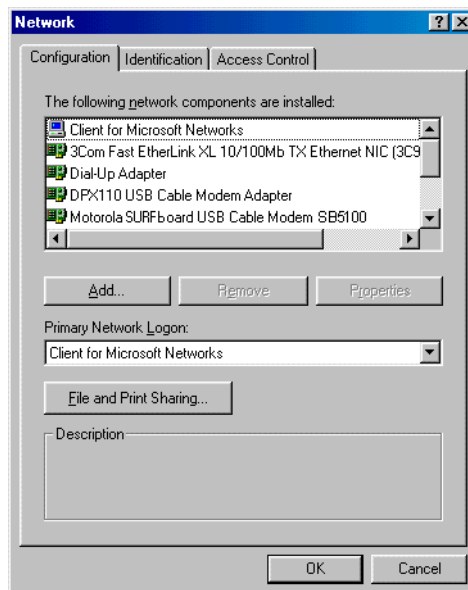 Network
Configuration Identification Access Control
The following network components are installed:
Client for Microsoft Networks
3Com Fast EtherLink XL 10/100Mb TX Ethernet NIC (3C9
Dial-Up Adapter
DPX110 USB Cable Modem Adapter
Motorola SURFboard USB Cable Modem SB5100
Add... Remove Properties
Primary Network Logon:
Client for Microsoft Networks
File and Print Sharing...
Description
OK Cancel